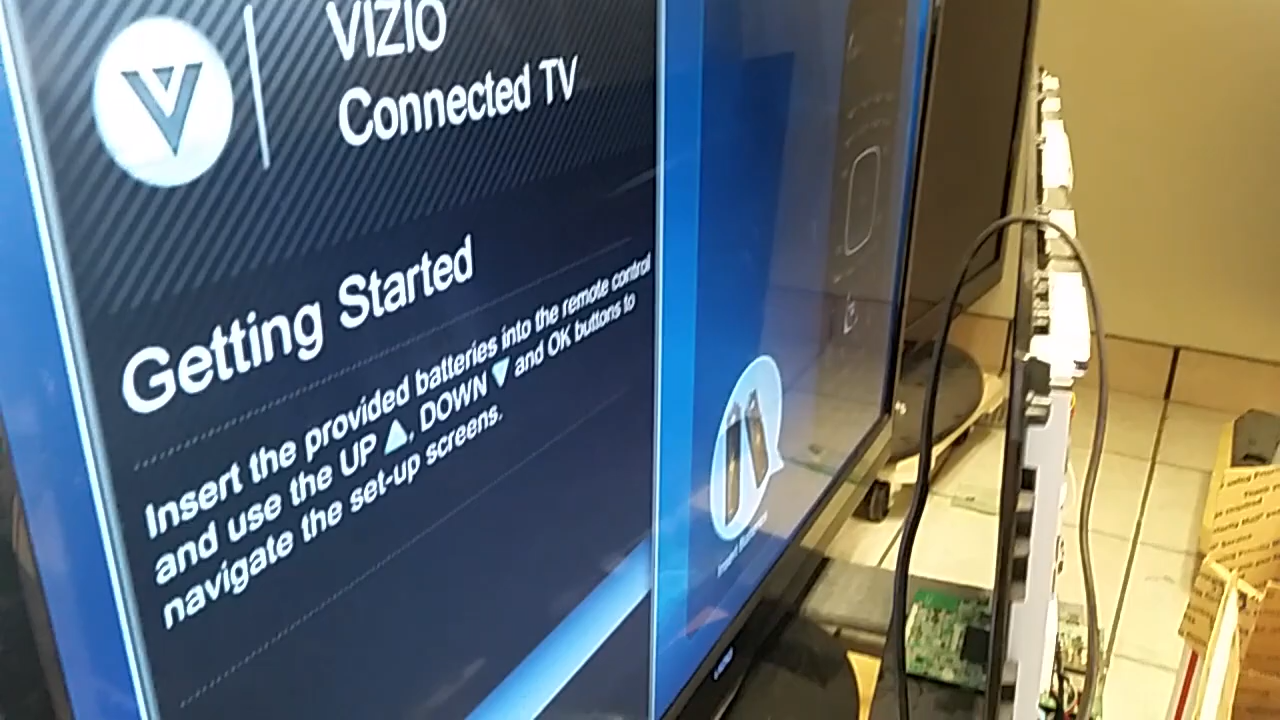 VIZIO
Connected TV
Getting Started
Insert the provided batteries into the remote control
and use the UP ▲, DOWN ▼ and OK buttons to
navigate the set-up screens.